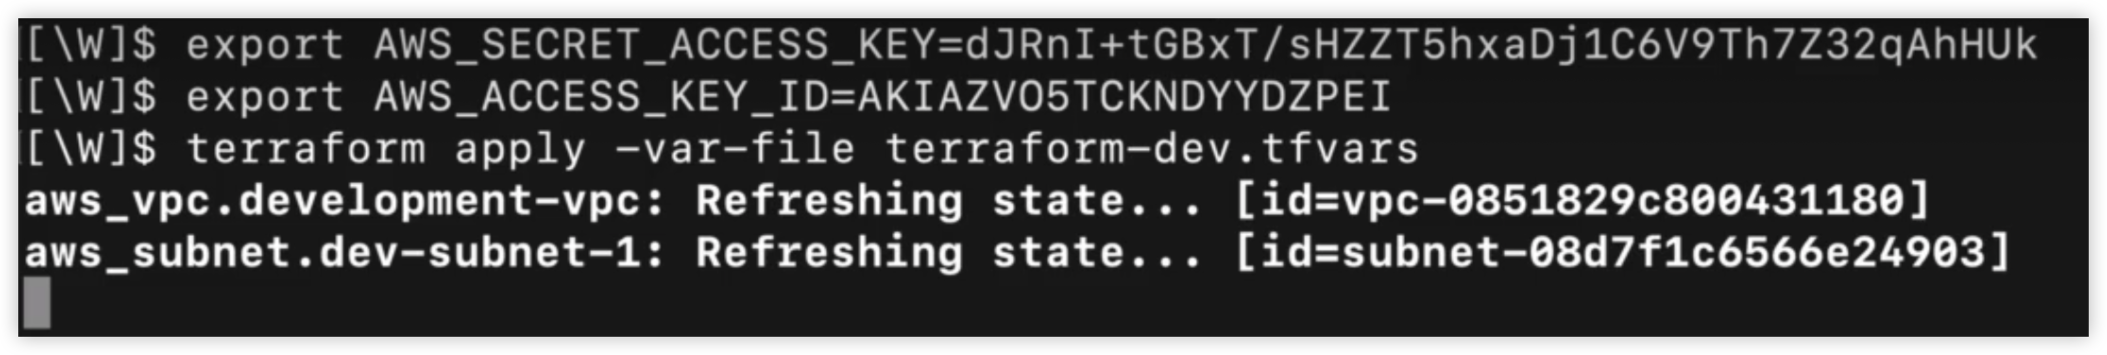 [[\W]$ export AWS_SECRET_ACCESS_KEY=dJRnI+tGBxT/sHZZT5hxaDj1C6V9Th7Z32qAhHUk
[[\W]$ export AWS_ACCESS_KEY_ID=AKIAZVO5TCKNDYYDZPEI
[[\W]$ terraform apply -var-file terraform-dev.tfvars
aws_vpc.development-vpc: Refreshing state... [id=vpc-0851829c800431180]
aws_subnet.dev-subnet-1: Refreshing state... [id=subnet-08d7f1c6566e24903]